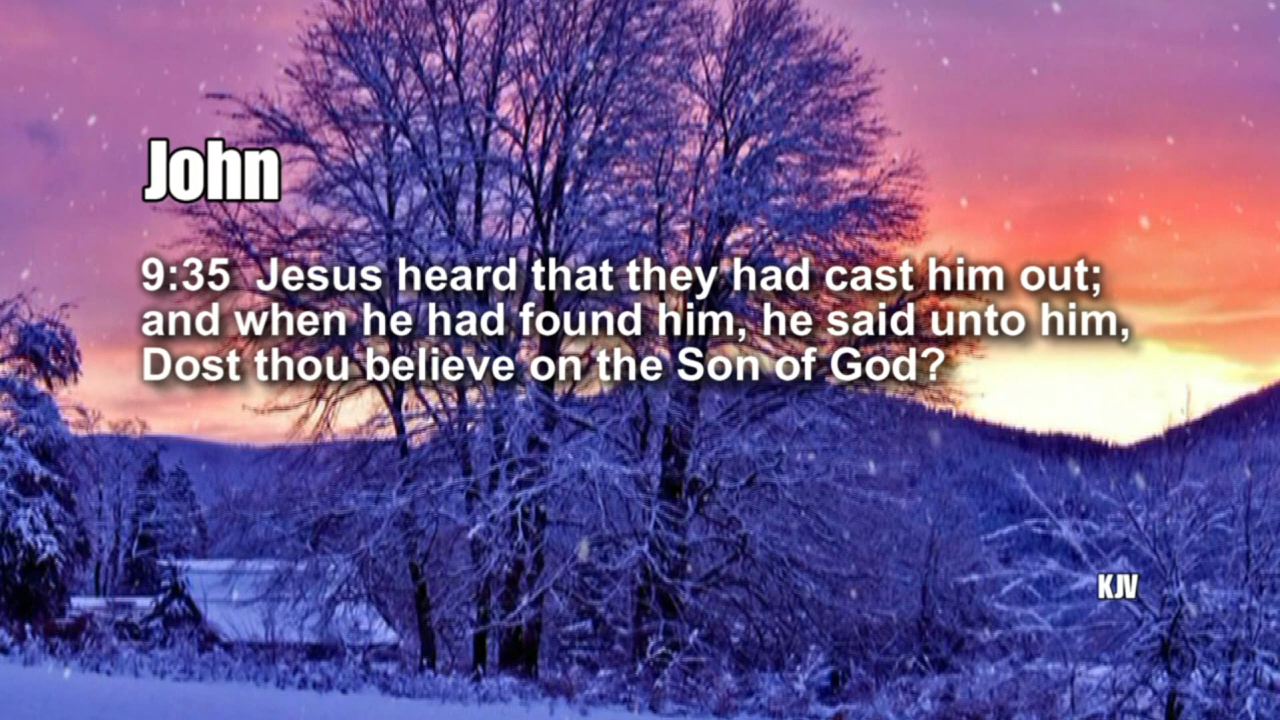 John
9:35 Jesus heard that they had cast him out;
and when he had found him, he said unto him,
Dost thou believe on the Son of God?
KJV